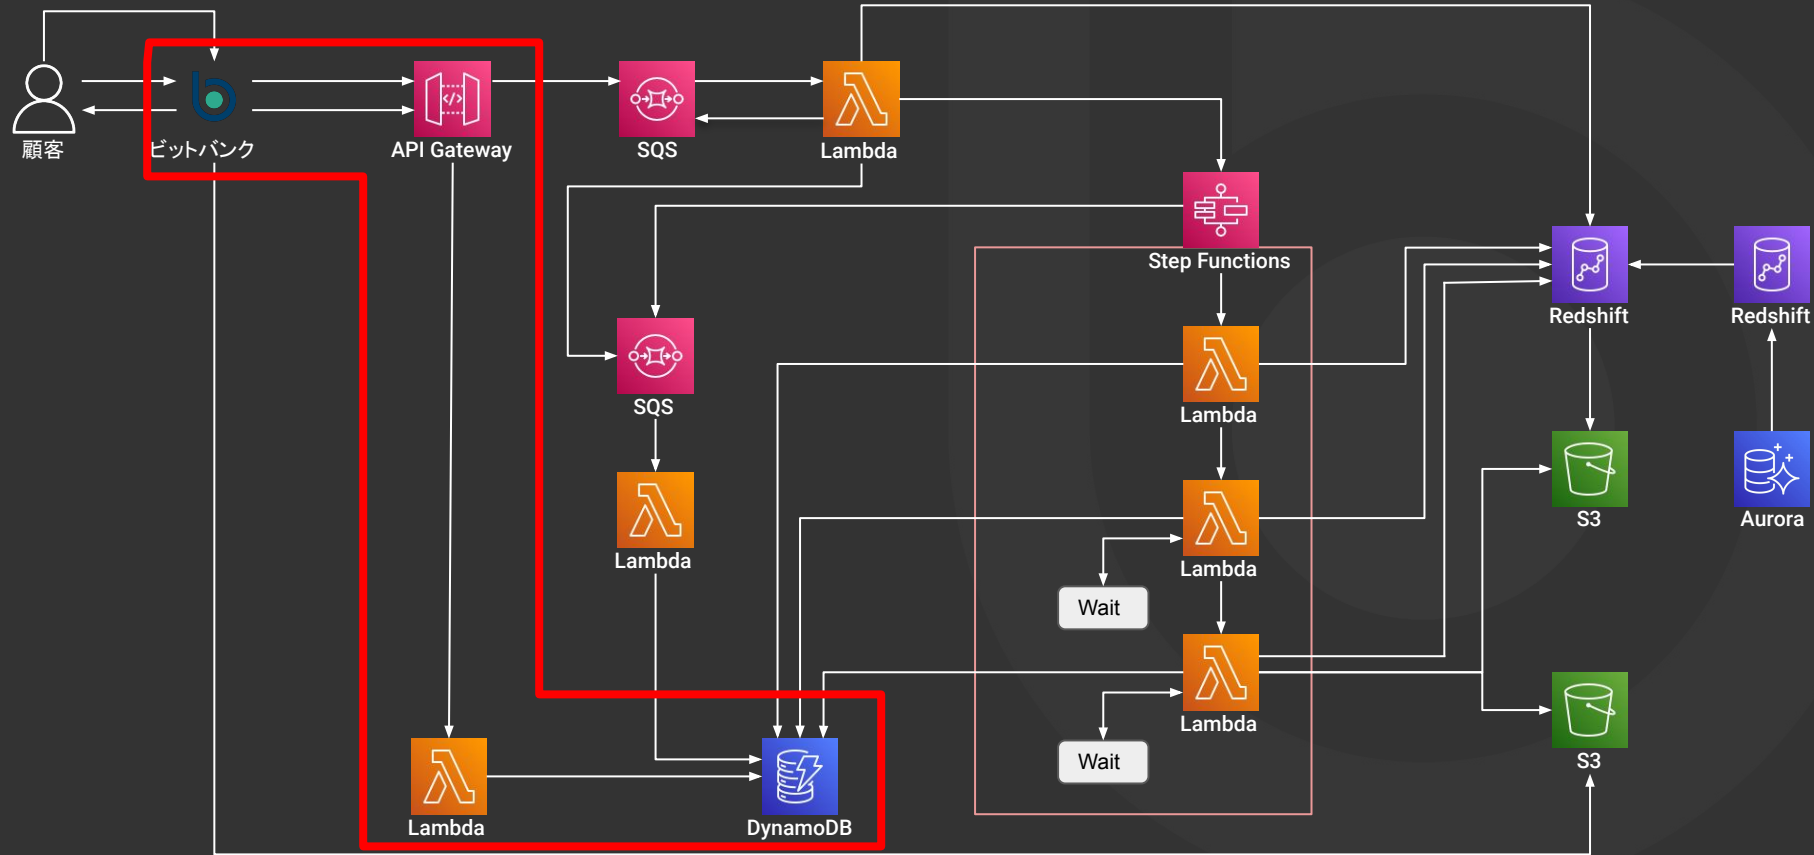 顧客
ビットバンク
API Gateway
SQS
Lambda
Step Functions
Redshift
Redshift
SQS
Lambda
S3
Aurora
Lambda
Lambda
Wait
Lambda
S3
Wait
Lambda
DynamoDB